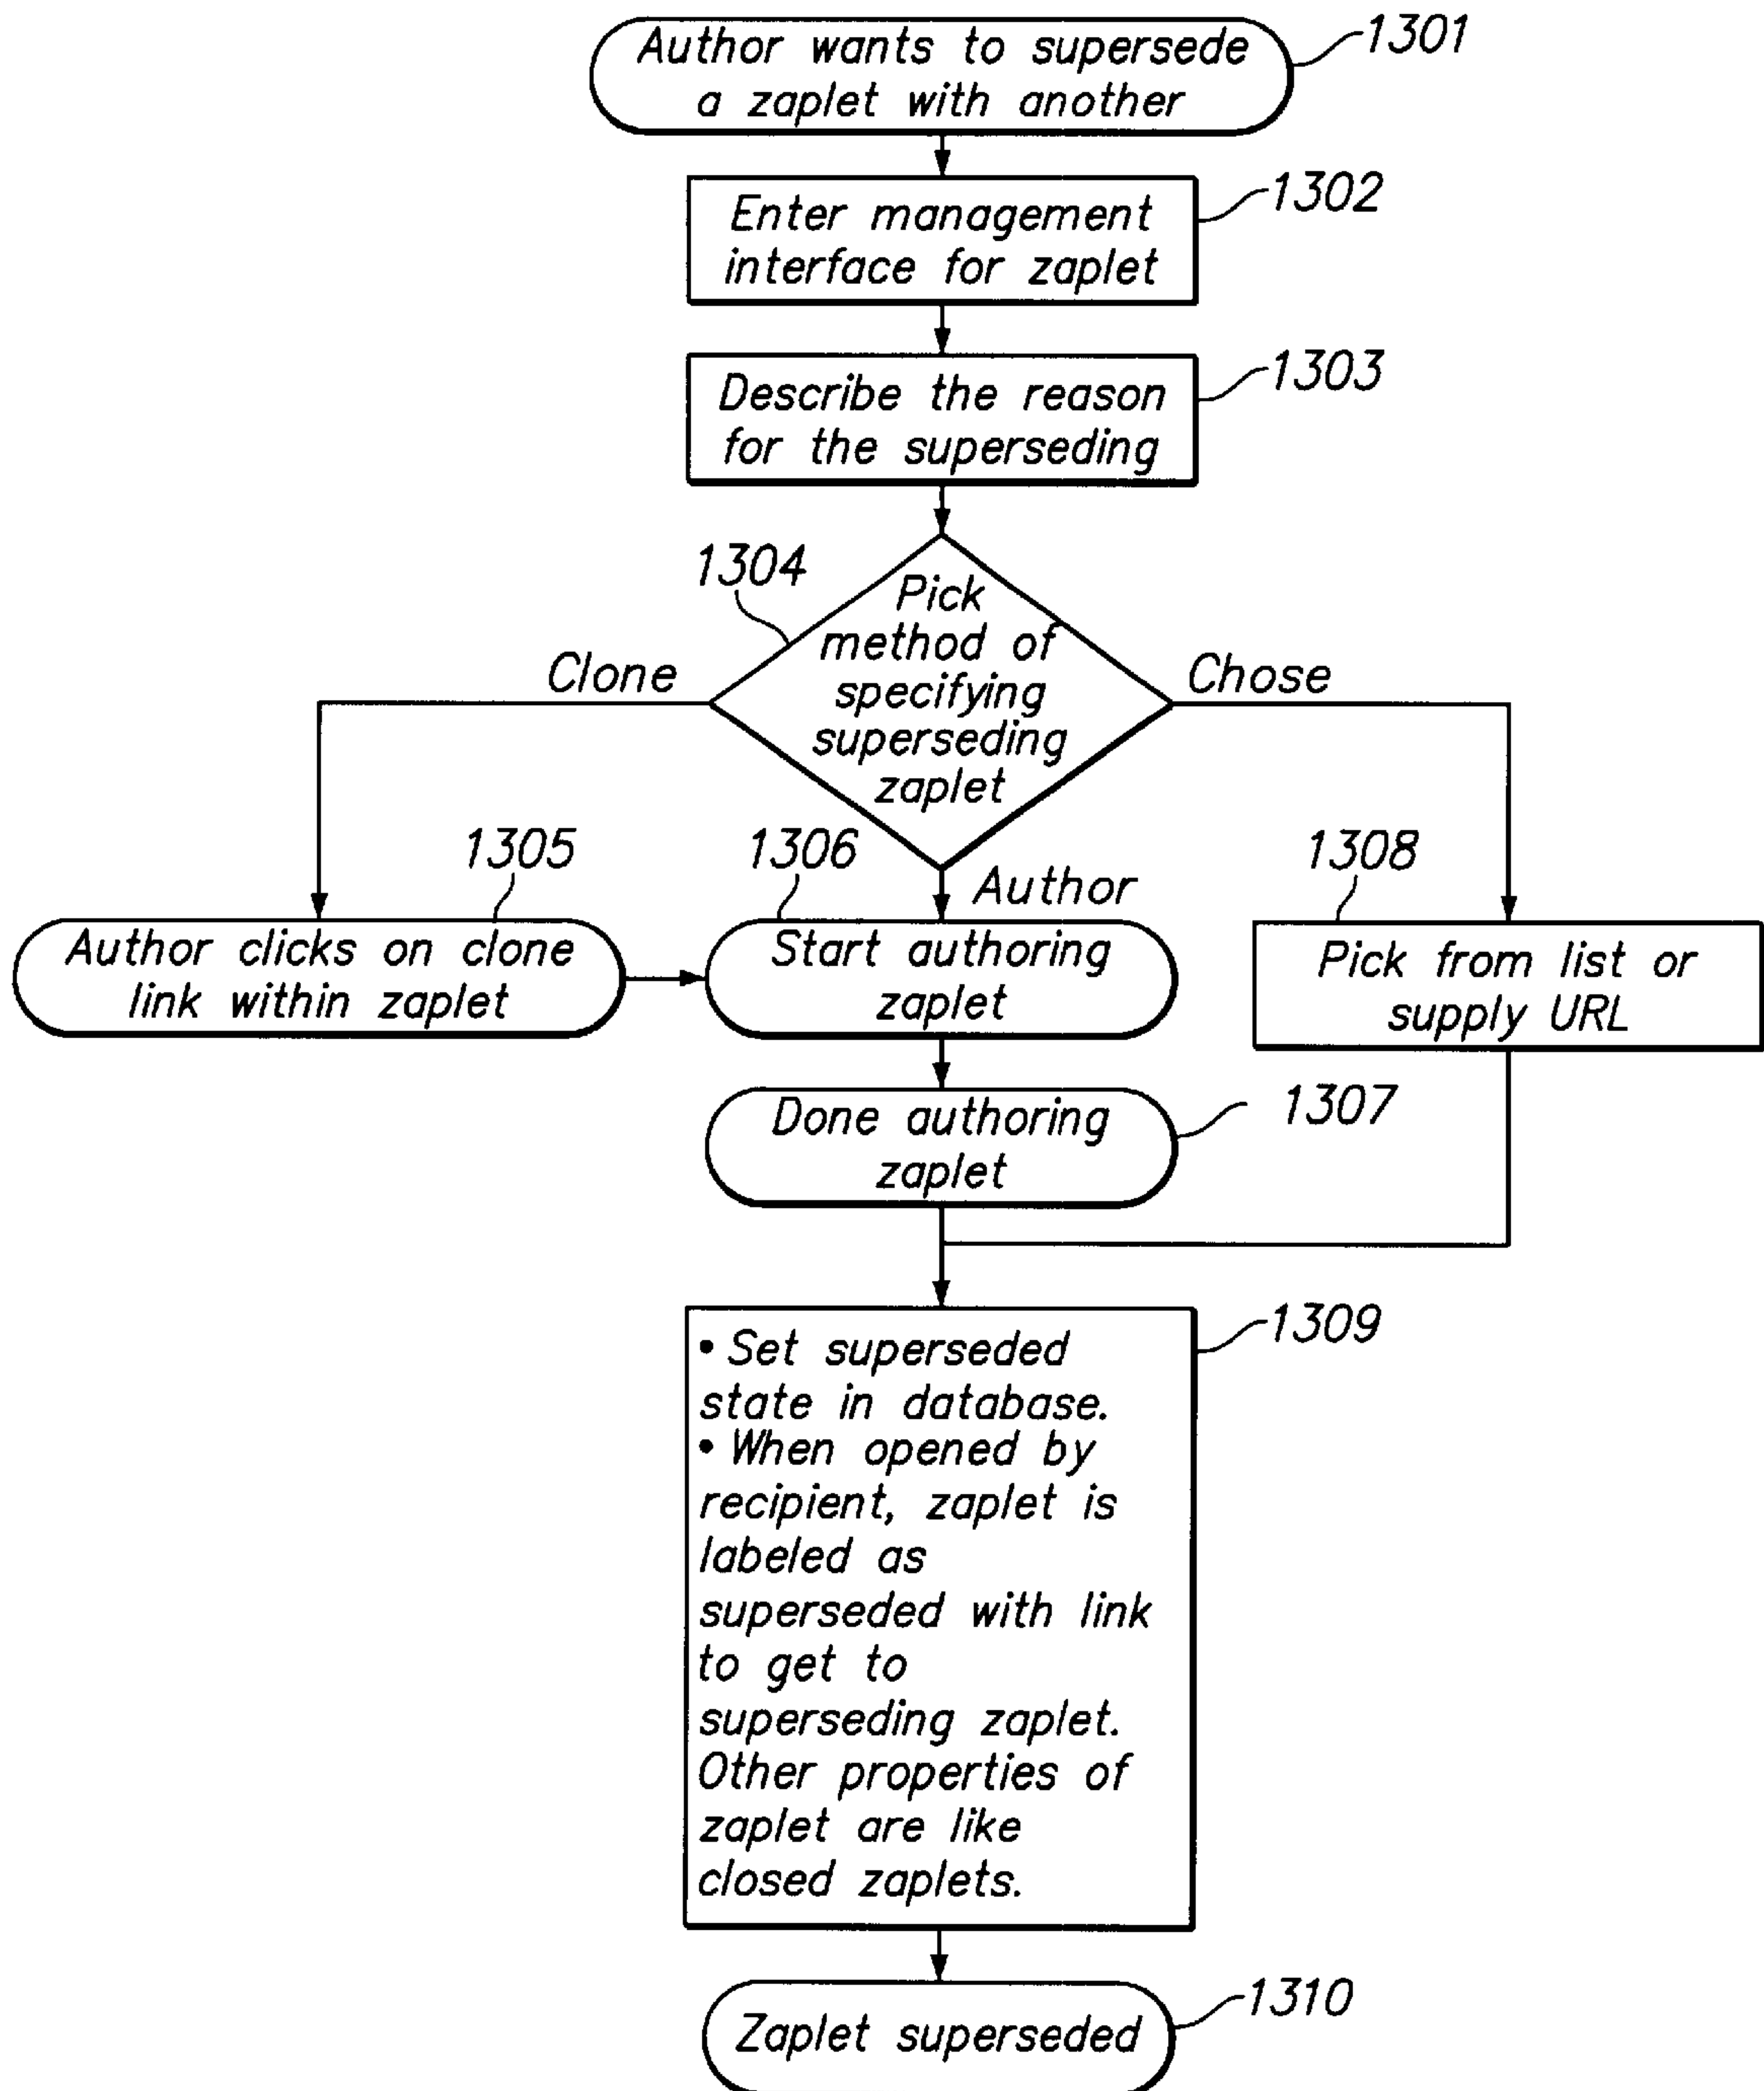 Author wants to supersede
a zaplet with another
1301
Enter management
interface for zaplet
1302
Describe the reason
for the superseding
1303
1304
Pick
method of
specifying
superseding
zaplet
Clone
Chose
Author
1305
Author clicks on clone
link within zaplet
1306
Start authoring
zaplet
1308
Pick from list or
supply URL
Done authoring
zaplet
1307
1309
• Set superseded
state in database.
• When opened by
recipient, zaplet is
labeled as
superseded with link
to get to
superseding zaplet.
Other properties of
zaplet are like
closed zaplets.
1310
Zaplet superseded